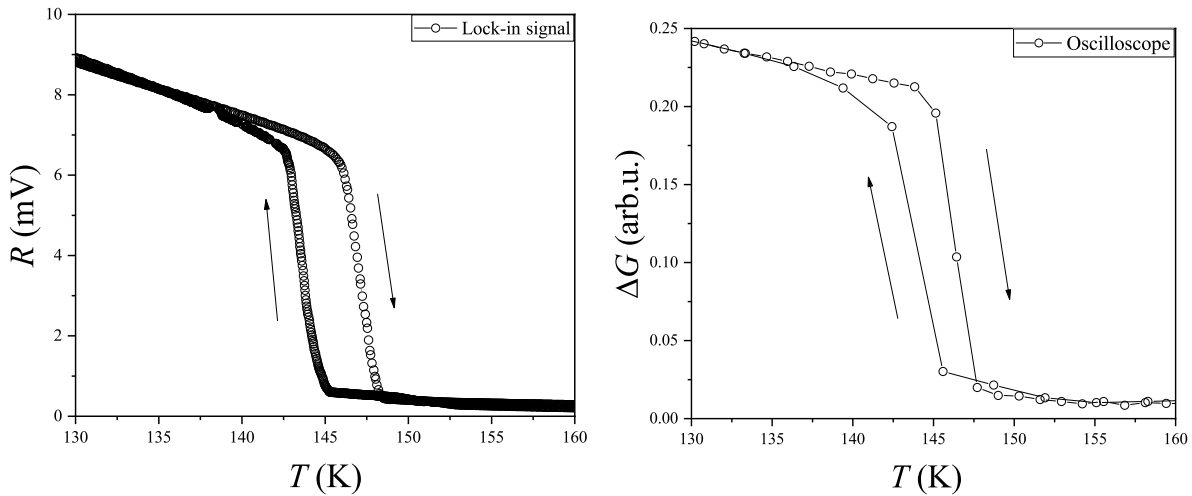 10
8
6
4
2
0
R (mV)
Lock-in signal
130 135 140 145 150 155 160
T (K)
0.25
0.20
0.15
0.10
0.05
0.00
ΔG (arb.u.)
Oscilloscope
130 135 140 145 150 155 160
T (K)